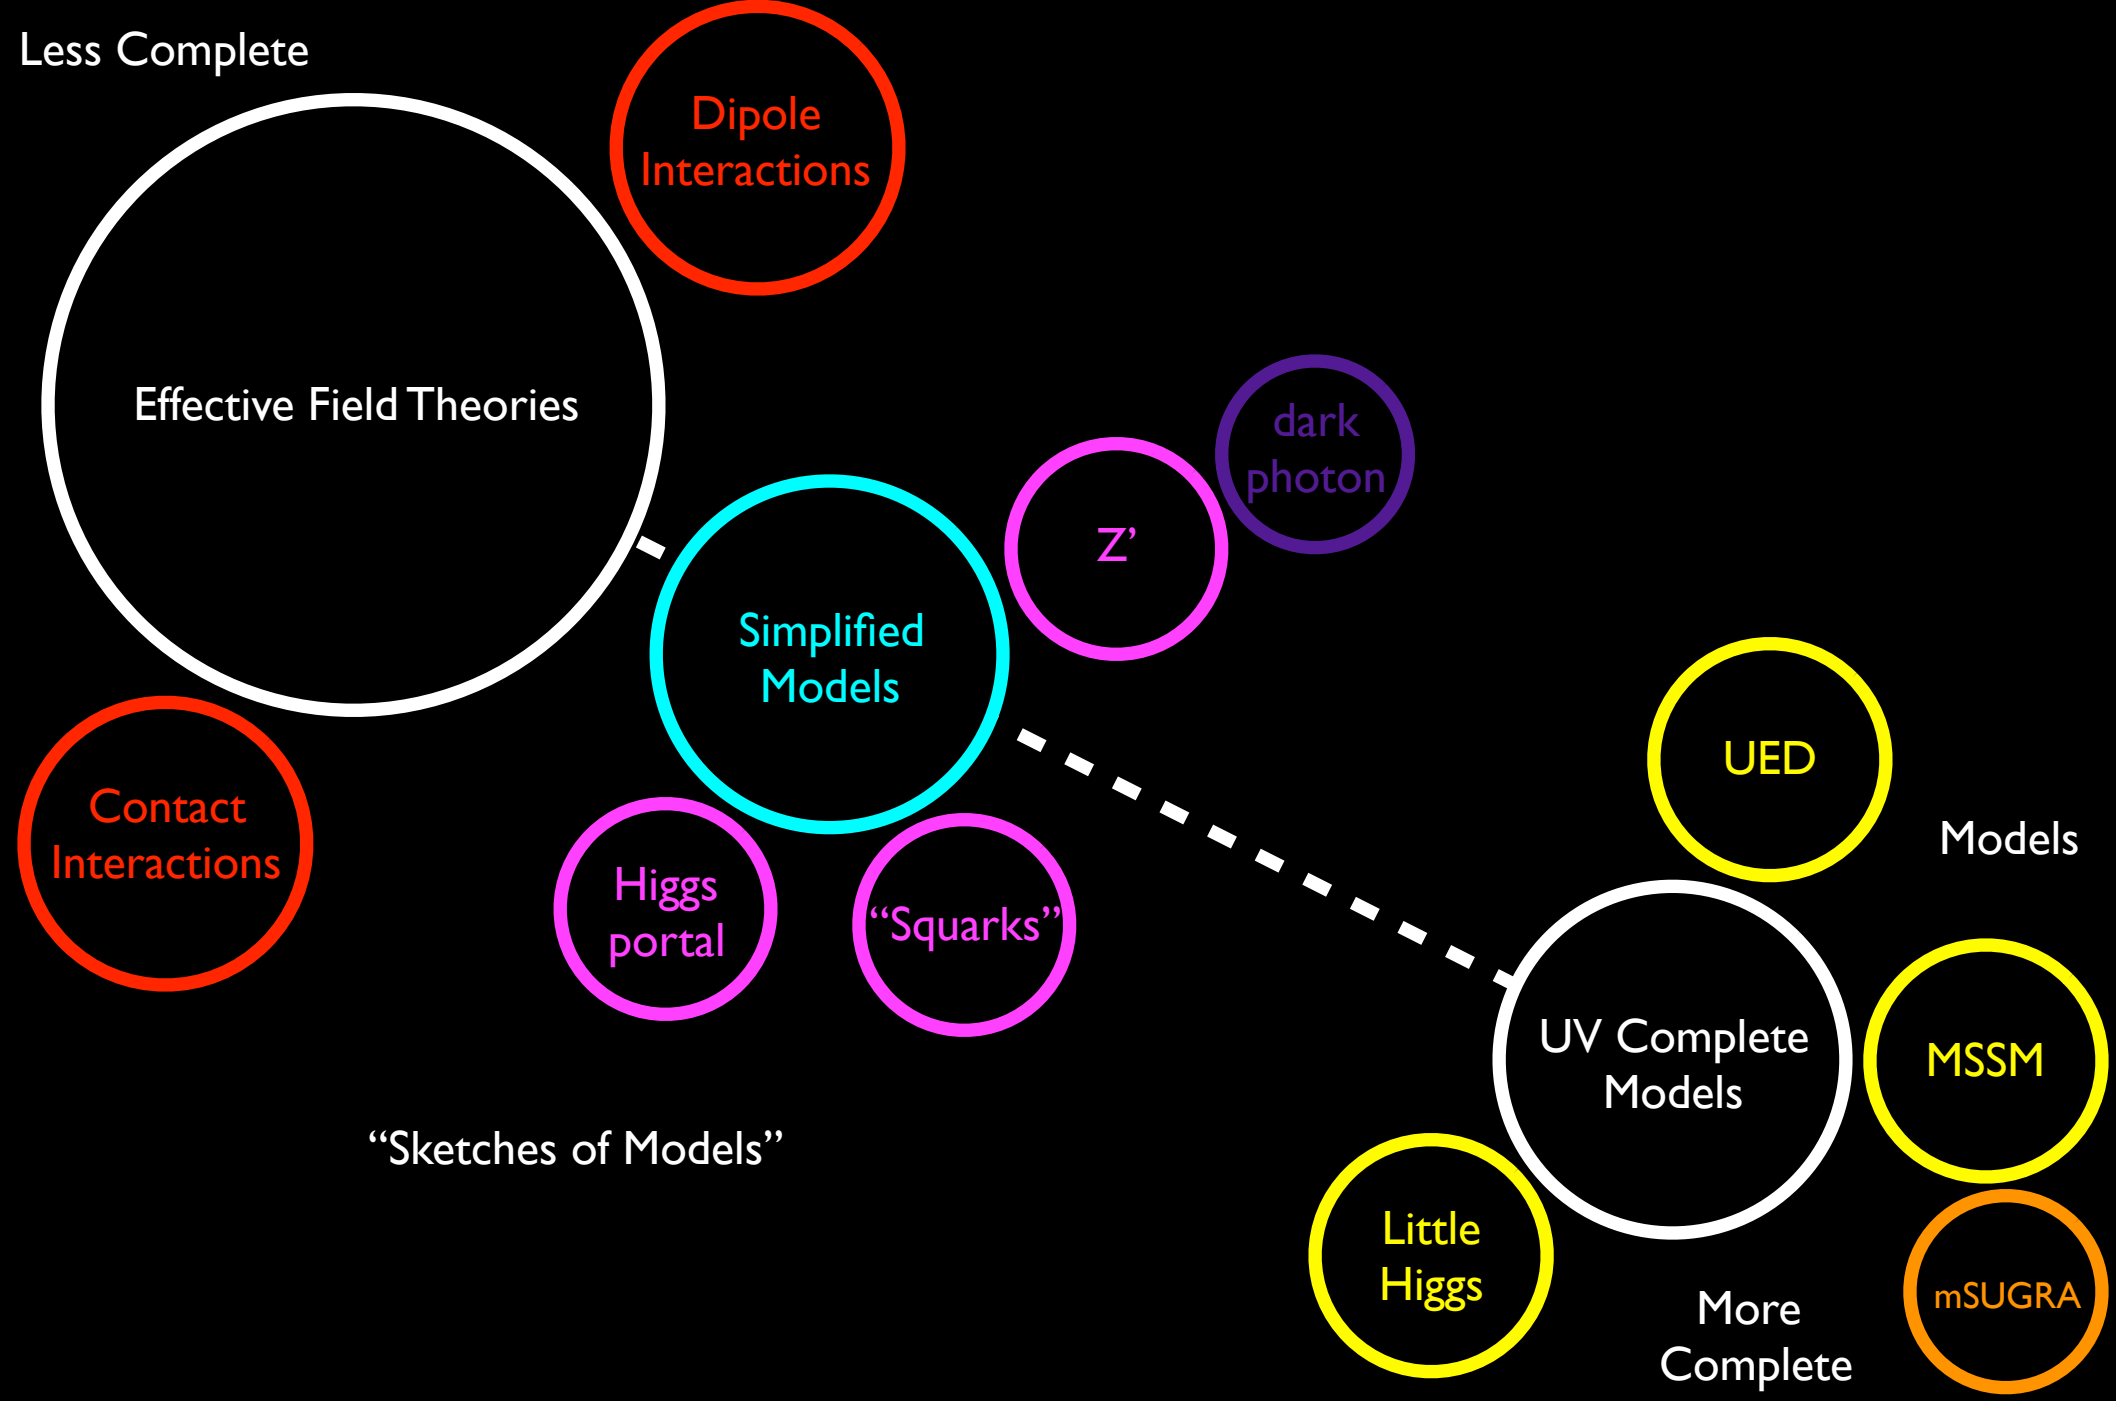 Less Complete
Dipole
Interactions
Effective Field Theories
dark
photon
Z’
Simplified
Models
UED
Contact
Interactions
Models
Higgs
portal
“Squarks”
UV Complete
Models
MSSM
“Sketches of Models”
Little
Higgs
mSUGRA
More
Complete